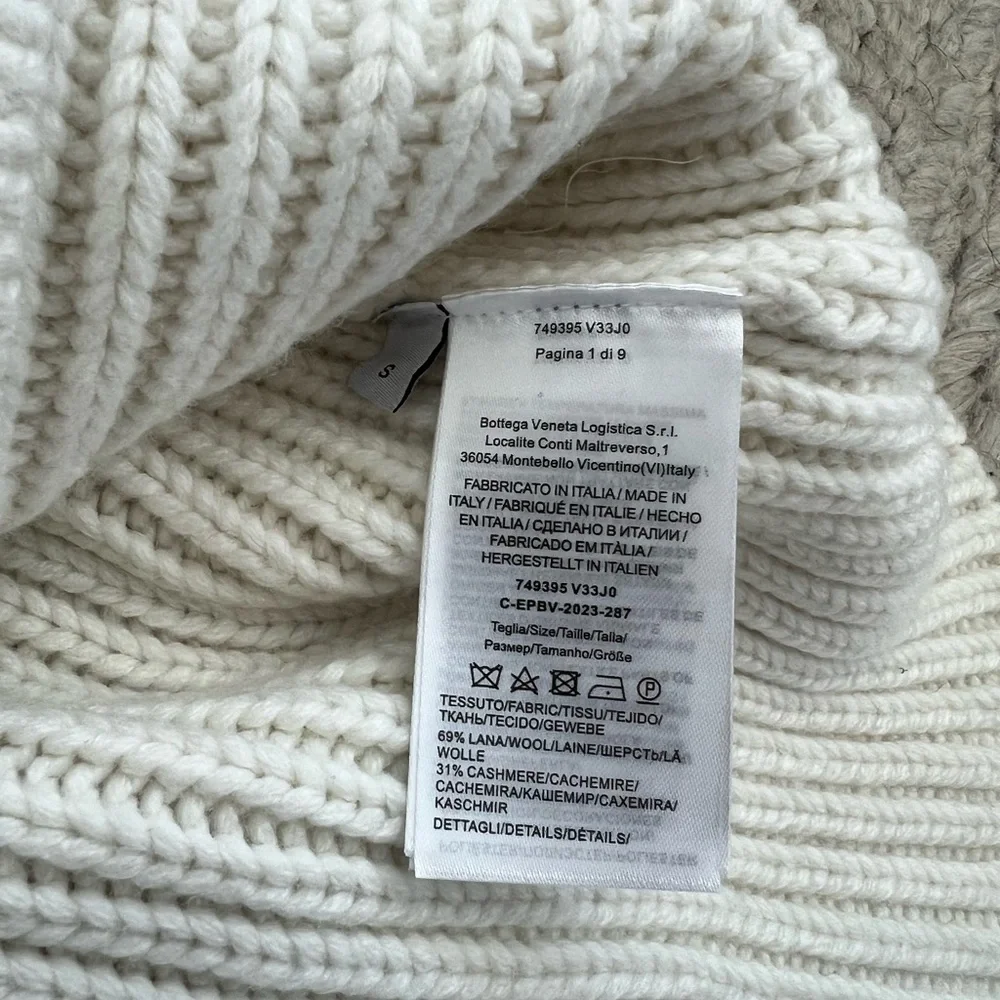 S
749395 V33J0
Pagina 1 di 9
Bottega Veneta Logistica S.r.l.
Localite Conti Maltreverso,1
36054 Montebello Vicentino(VI)Italy
FABBRICATO IN ITALIA / MADE IN
ITALY / FABRIQUÉ EN ITALIE / HECHO
EN ITALIA / СДЕЛАНО В ИТАЛИИ /
FABRICADO EM ITÀLIA/
HERGESTELLT IN ITALIEN
749395 V33J0
C-EPBV-2023-287
Teglia/Size/Taille/Talla/
Размер/Tamanho/Größe
P
TESSUTO/FABRIC/TISSU/TEJIDO/
ТКАНЬ/TECIDO/GEWEBE
69% LANA/WOOL/LAINE/ШЕРСТЬ/LÃ
WOLLE
31% CASHMERE/CACHEMIRE/
CACHEMIRA/КАШЕМИР/CAXEMIRA/
KASCHMIR
DETTAGLI/DETAILS/DÉTAILS/